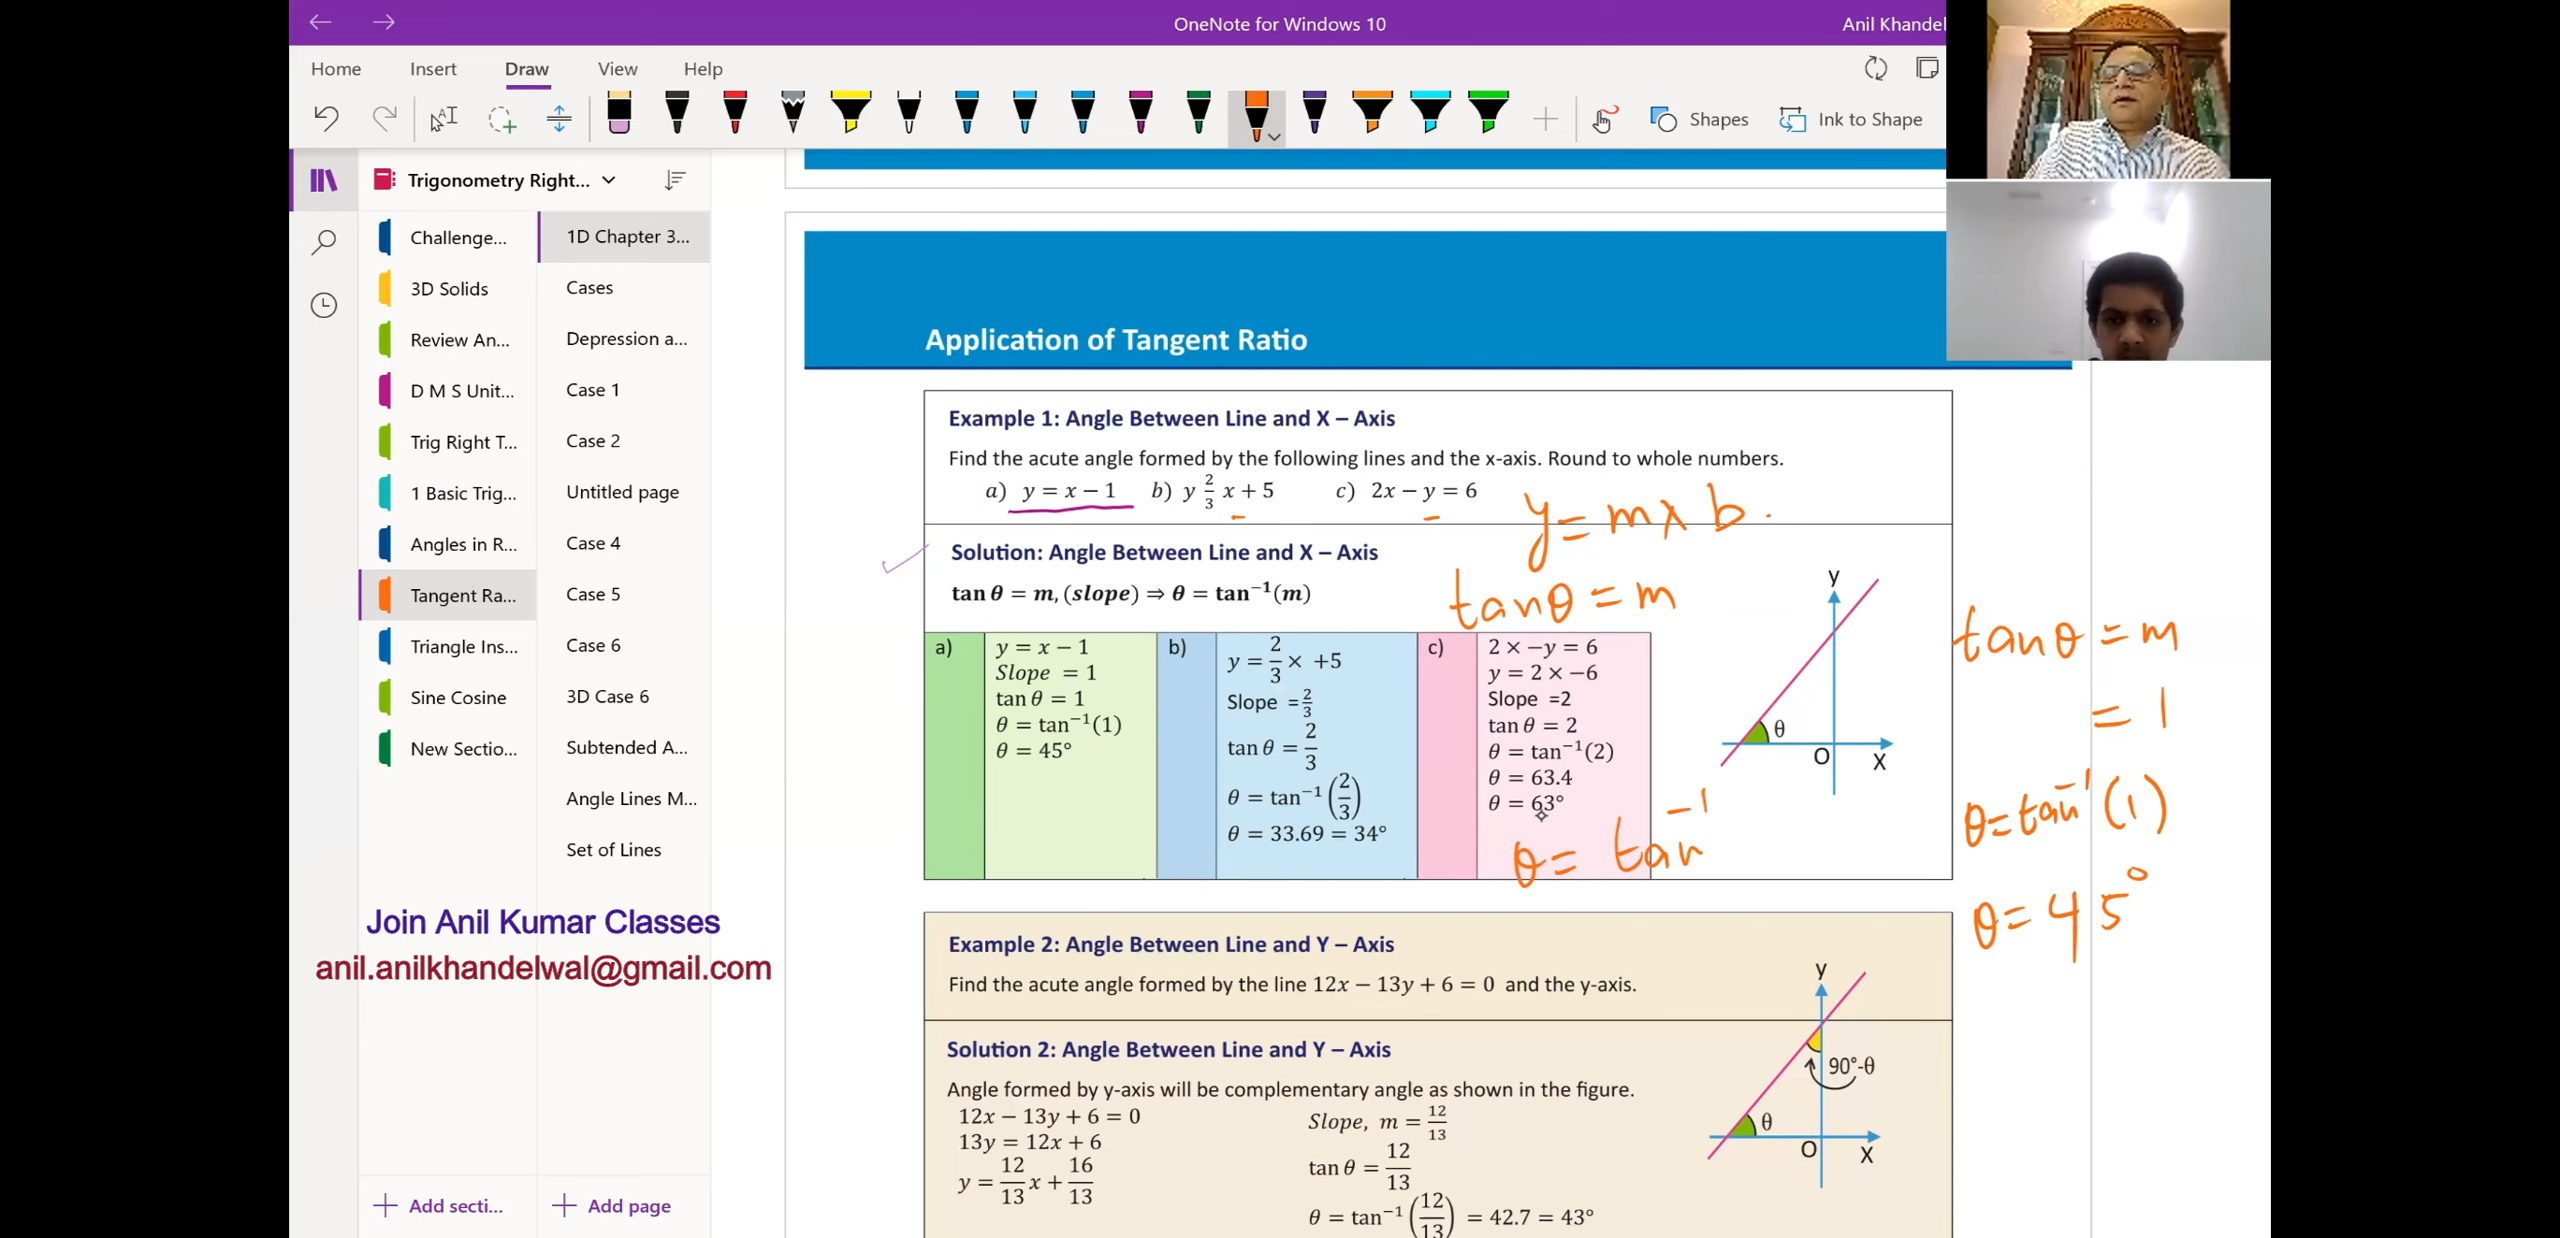 OneNote for Windows 10
Anil Khandel
Home Insert Draw View Help
Shapes Ink to Shape
Trigonometry Right...
Challenge...
3D Solids
Review An...
D M S Unit...
Trig Right T...
1 Basic Trig...
Angles in R...
Tangent Ra...
Triangle Ins...
Sine Cosine
New Sectio...
Add secti...
1D Chapter 3...
Cases
Depression a...
Case 1
Case 2
Untitled page
Case 4
Case 5
Case 6
3D Case 6
Subtended A...
Angle Lines M...
Set of Lines
Add page
Join Anil Kumar Classes
anil.anilkhandelwal@gmail.com
Application of Tangent Ratio
Example 1: Angle Between Line and X – Axis
Find the acute angle formed by the following lines and the x-axis. Round to whole numbers.
a) y = x − 1 b) y 2/3 x + 5 c) 2x − y = 6
y = mx b .
Solution: Angle Between Line and X – Axis
tan θ = m, (slope) ⇒ θ = tan⁻¹(m)
tanθ = m
a)
y = x − 1
Slope = 1
tan θ = 1
θ = tan⁻¹(1)
θ = 45°
b)
y = 2/3 × +5
Slope = 2/3
tan θ = 2/3
θ = tan⁻¹(2/3)
θ = 33.69 = 34°
c)
2 × −y = 6
y = 2 × −6
Slope =2
tan θ = 2
θ = tan⁻¹(2)
θ = 63.4
θ = 63°
θ = tan⁻¹
y
θ
O
X
tanθ = m
= 1
θ = tan⁻¹(1)
θ = 45°
Example 2: Angle Between Line and Y – Axis
Find the acute angle formed by the line 12x − 13y + 6 = 0 and the y-axis.
Solution 2: Angle Between Line and Y – Axis
Angle formed by y-axis will be complementary angle as shown in the figure.
12x − 13y + 6 = 0
13y = 12x + 6
y = 12/13 x + 16/13
Slope, m = 12/13
tan θ = 12/13
θ = tan⁻¹(12/13) = 42.7 = 43°
y
90°-θ
θ
O
X